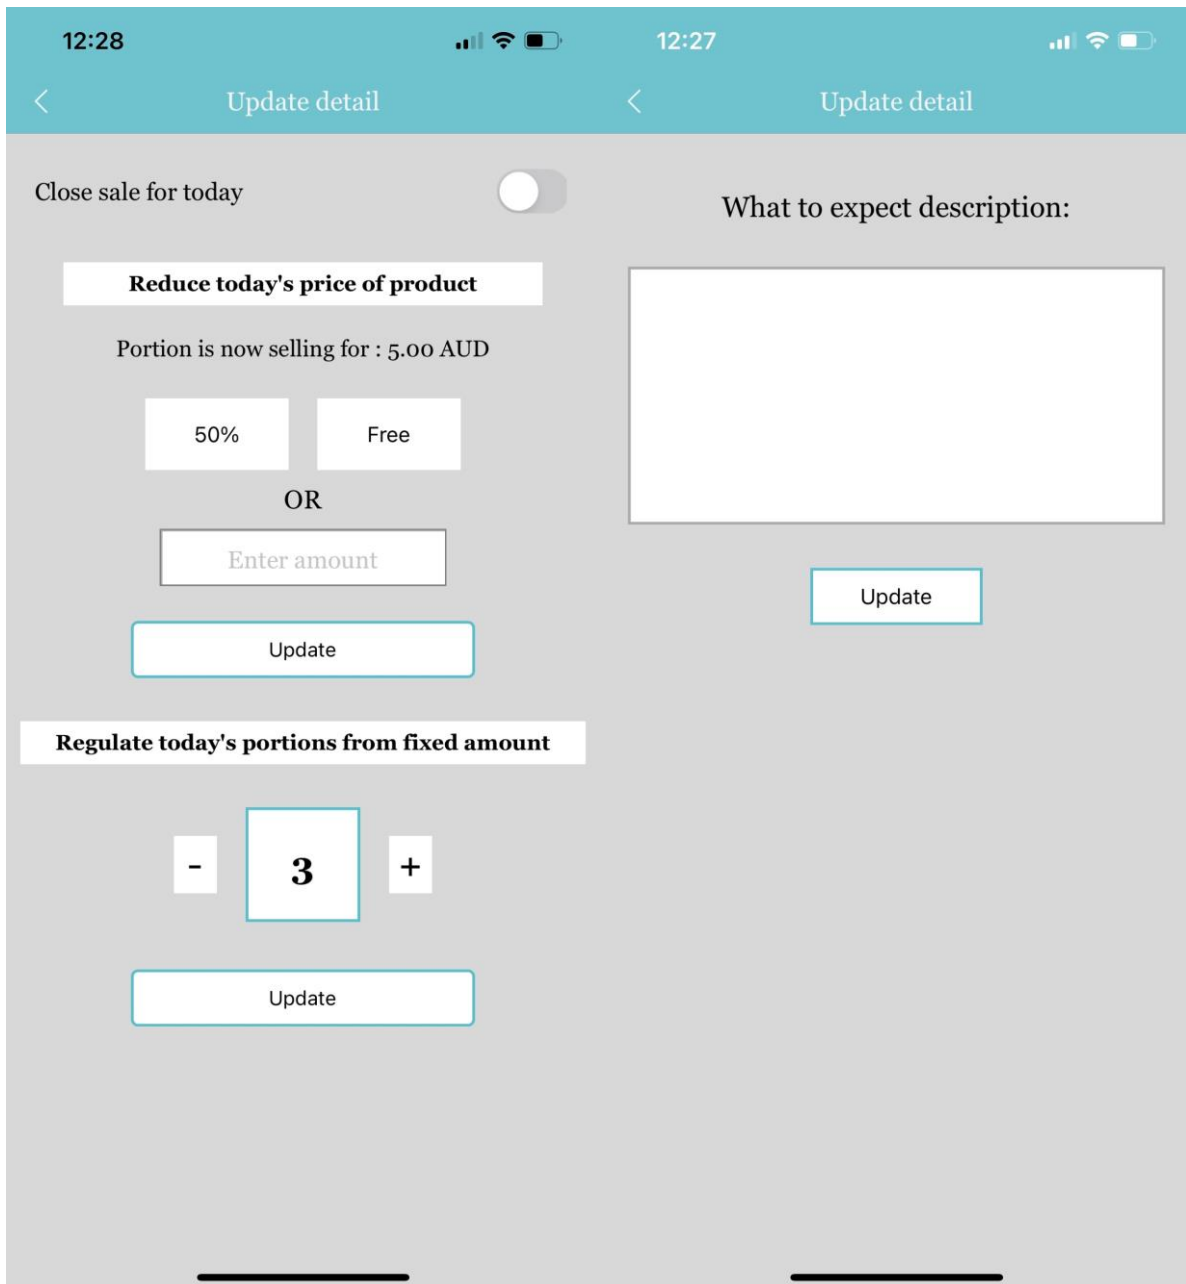 12:28
Update detail
Close sale for today
Reduce today's price of product
Portion is now selling for : 5.00 AUD
50%
Free
OR
Enter amount
Update
Regulate today's portions from fixed amount
-
3
+
Update
12:27
Update detail
What to expect description:
Update